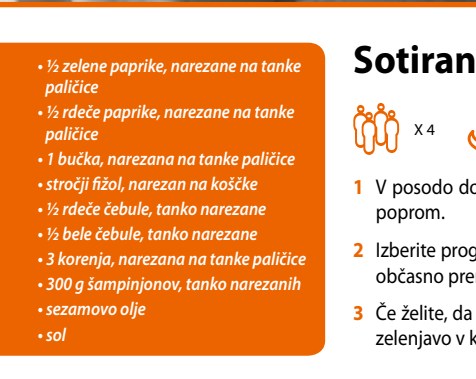 • ½ zelene paprike, narezane na tanke
paličice
• ½ rdeče paprike, narezane na tanke
paličice
• 1 bučka, narezana na tanke paličice
• stročji fižol, narezan na koščke
• ½ rdeče čebule, tanko narezane
• ½ bele čebule, tanko narezane
• 3 korenja, narezana na tanke paličice
• 300 g šampinjonov, tanko narezanih
• sezamovo olje
• sol
Sotiran
X 4
1 V posodo do
poprom.
2 Izberite prog
občasno pre
3 Če želite, da
zelenjavo v k